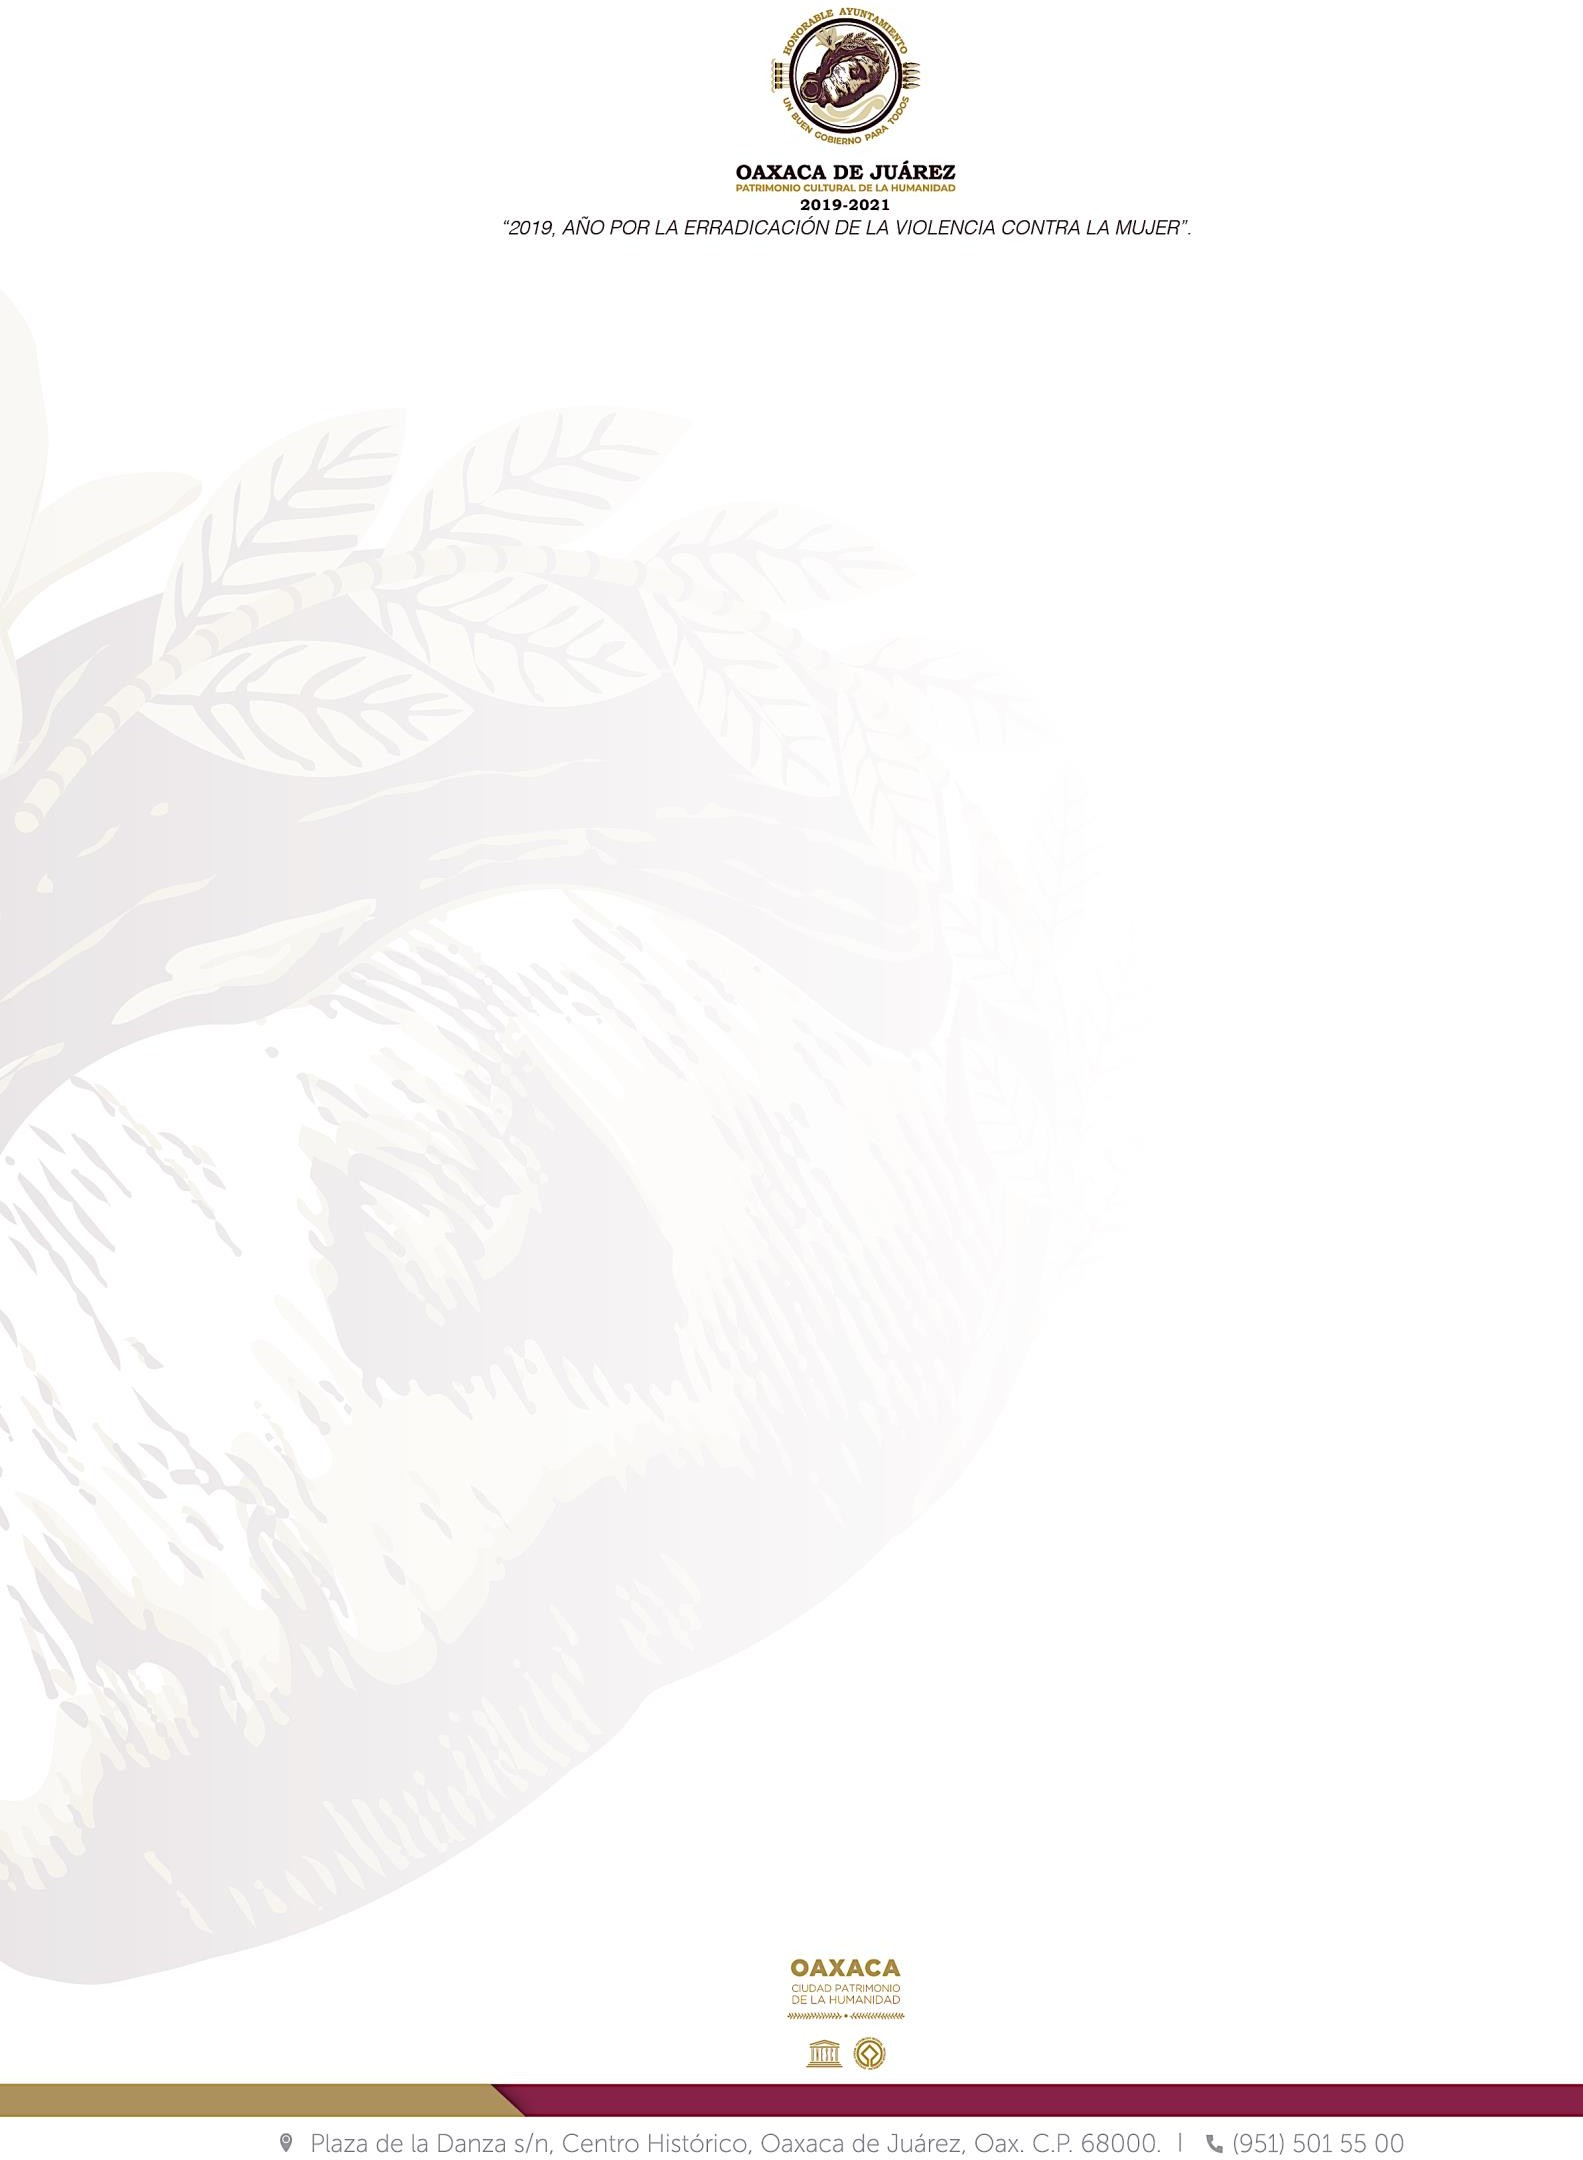 HONORABLE AYUNTAMIENTO
UN BUEN GOBIERNO PARA TODOS
OAXACA DE JUÁREZ
PATRIMONIO CULTURAL DE LA HUMANIDAD
2019-2021
“2019, AÑO POR LA ERRADICACIÓN DE LA VIOLENCIA CONTRA LA MUJER”.
OAXACA
CIUDAD PATRIMONIO
DE LA HUMANIDAD
UNESCO
Plaza de la Danza s/n, Centro Histórico, Oaxaca de Juárez, Oax. C.P. 68000. | (951) 501 55 00